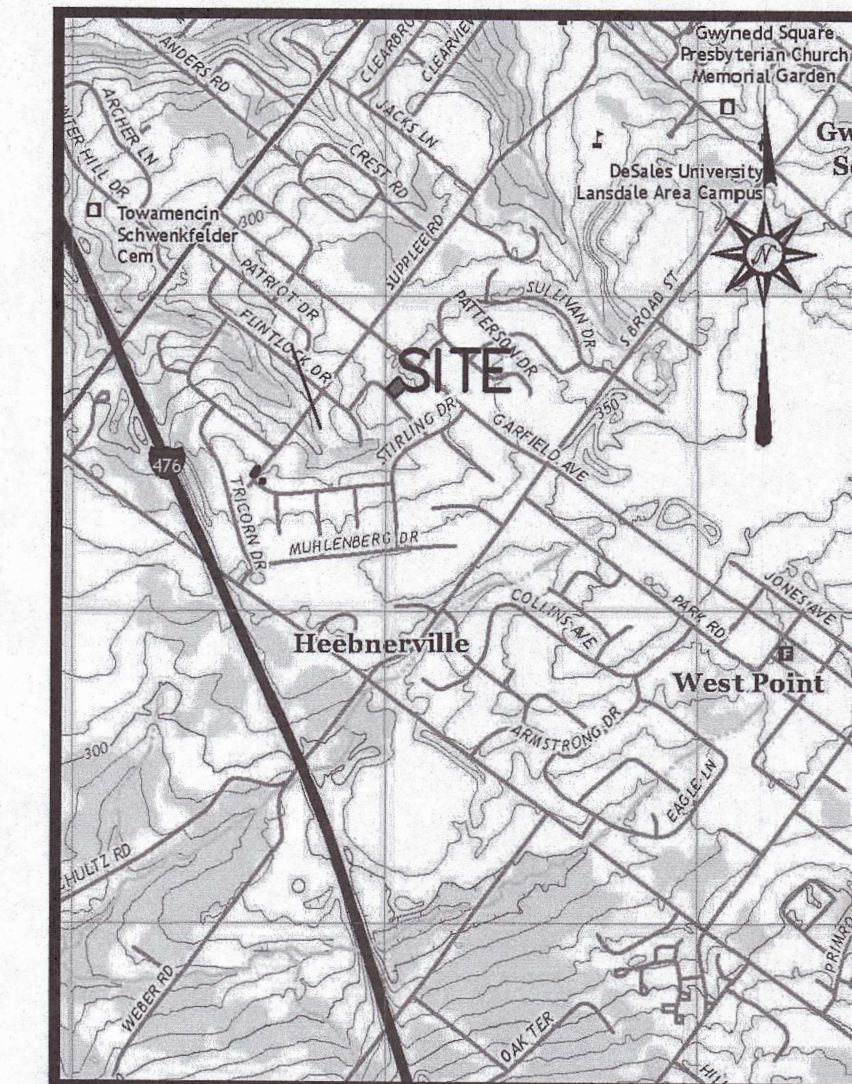 Gwynedd Square
Presbyterian Church
Memorial Garden
ANDERS RD
CLEARVIEW
ARCHER LN
JACKS LN
CREST RD
DeSales University
Lansdale Area Campus
N
Towamencin
Schwenkfelder
Cem
300
SUPPLEE RD
PATRIOT DR
FLINTLOCK DR
PATTERSON DR
SULLIVAN DR
S BROAD ST
SITE
350
STIRLING DR
GARFIELD AVE
476
TRICORN DR
MUHLENBERG DR
COLLINS AVE
PARK RD
JONES AVE
F
Heebnerville
West Point
ARMSTRONG DR
EAGLE LN
300
WEBER RD
OAK TER